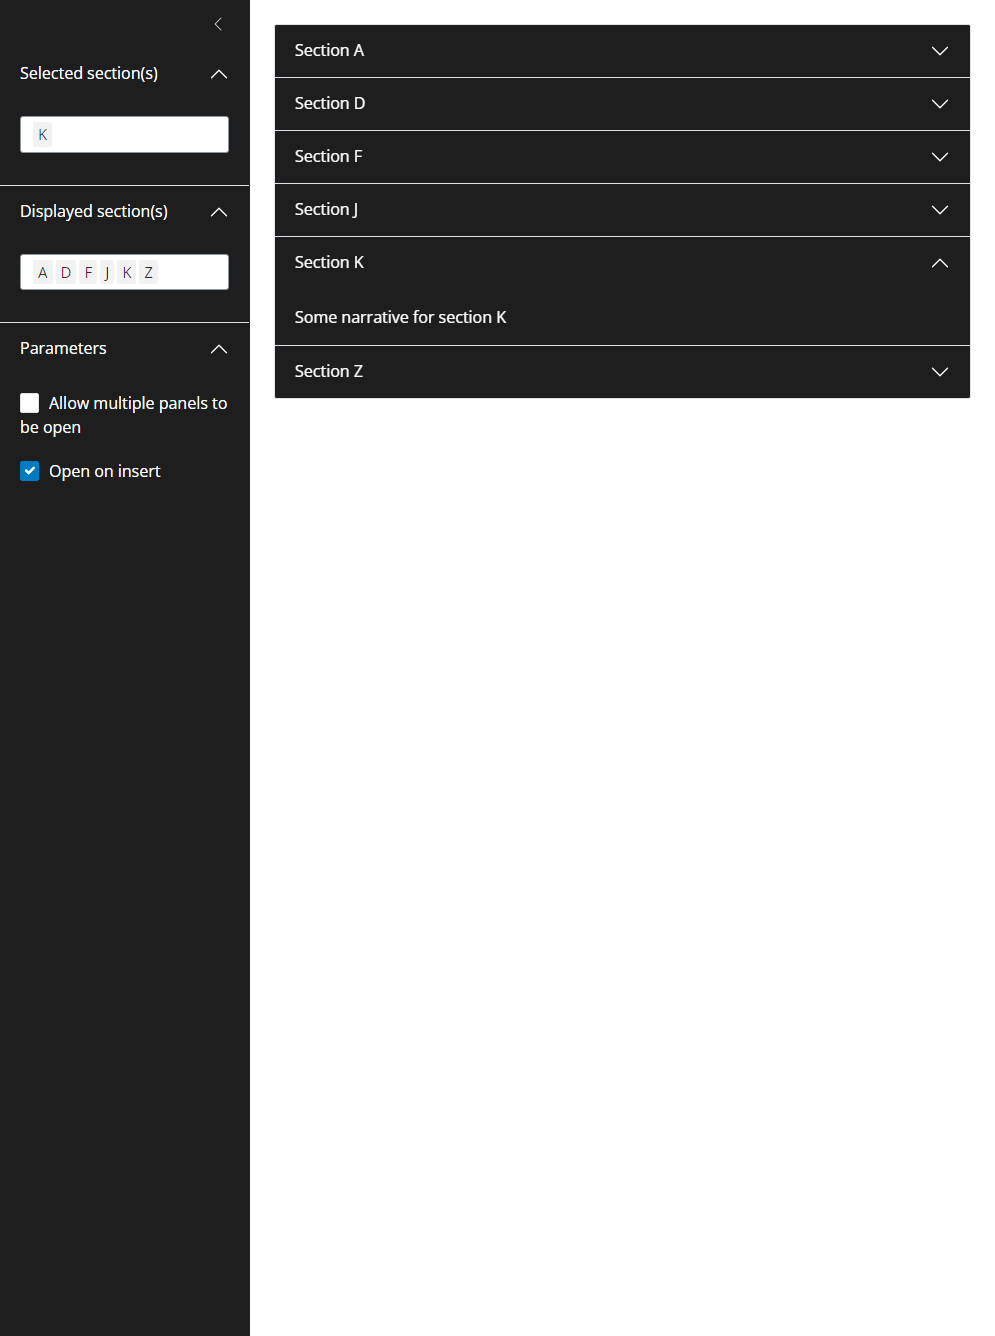 Selected section(s)
K
Displayed section(s)
A D F J K Z
Parameters
Allow multiple panels to
be open
Open on insert
Section A
Section D
Section F
Section J
Section K
Some narrative for section K
Section Z